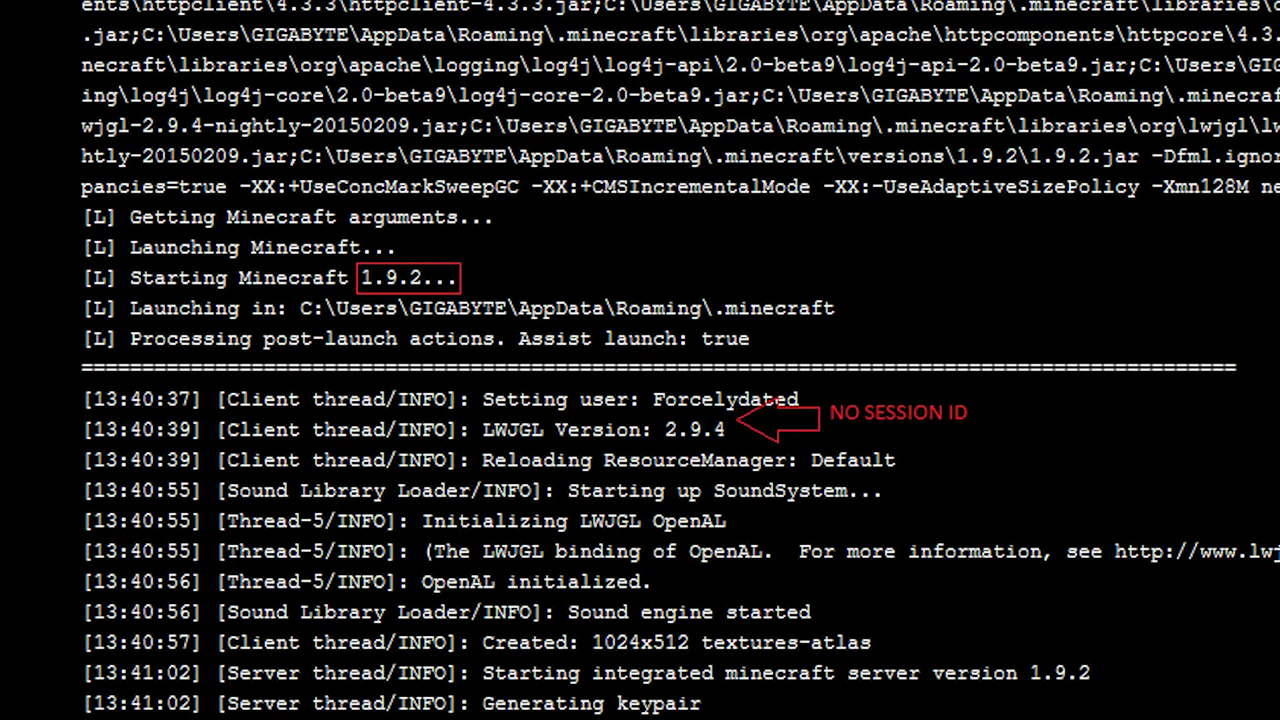 ents\httpclient\4.3.3\httpclient-4.3.3.jar;C:\Users\GIGABYTE\AppData\Roaming\.minecraft\libraries\
.jar;C:\Users\GIGABYTE\AppData\Roaming\.minecraft\libraries\org\apache\httpcomponents\httpcore\4.3.
necraft\libraries\org\apache\logging\log4j\log4j-api\2.0-beta9\log4j-api-2.0-beta9.jar;C:\Users\GIG
ing\log4j\log4j-core\2.0-beta9\log4j-core-2.0-beta9.jar;C:\Users\GIGABYTE\AppData\Roaming\.minecraf
wjgl-2.9.4-nightly-20150209.jar;C:\Users\GIGABYTE\AppData\Roaming\.minecraft\libraries\org\lwjgl\lw
htly-20150209.jar;C:\Users\GIGABYTE\AppData\Roaming\.minecraft\versions\1.9.2\1.9.2.jar -Dfml.ignor
pancies=true -XX:+UseConcMarkSweepGC -XX:+CMSIncrementalMode -XX:-UseAdaptiveSizePolicy -Xmn128M ne
[L] Getting Minecraft arguments...
[L] Launching Minecraft...
[L] Starting Minecraft 1.9.2...
[L] Launching in: C:\Users\GIGABYTE\AppData\Roaming\.minecraft
[L] Processing post-launch actions. Assist launch: true
===============================================================================================
[13:40:37] [Client thread/INFO]: Setting user: Forcelydated
NO SESSION ID
[13:40:39] [Client thread/INFO]: LWJGL Version: 2.9.4
[13:40:39] [Client thread/INFO]: Reloading ResourceManager: Default
[13:40:55] [Sound Library Loader/INFO]: Starting up SoundSystem...
[13:40:55] [Thread-5/INFO]: Initializing LWJGL OpenAL
[13:40:55] [Thread-5/INFO]: (The LWJGL binding of OpenAL.  For more information, see http://www.lwj
[13:40:56] [Thread-5/INFO]: OpenAL initialized.
[13:40:56] [Sound Library Loader/INFO]: Sound engine started
[13:40:57] [Client thread/INFO]: Created: 1024x512 textures-atlas
[13:41:02] [Server thread/INFO]: Starting integrated minecraft server version 1.9.2
[13:41:02] [Server thread/INFO]: Generating keypair